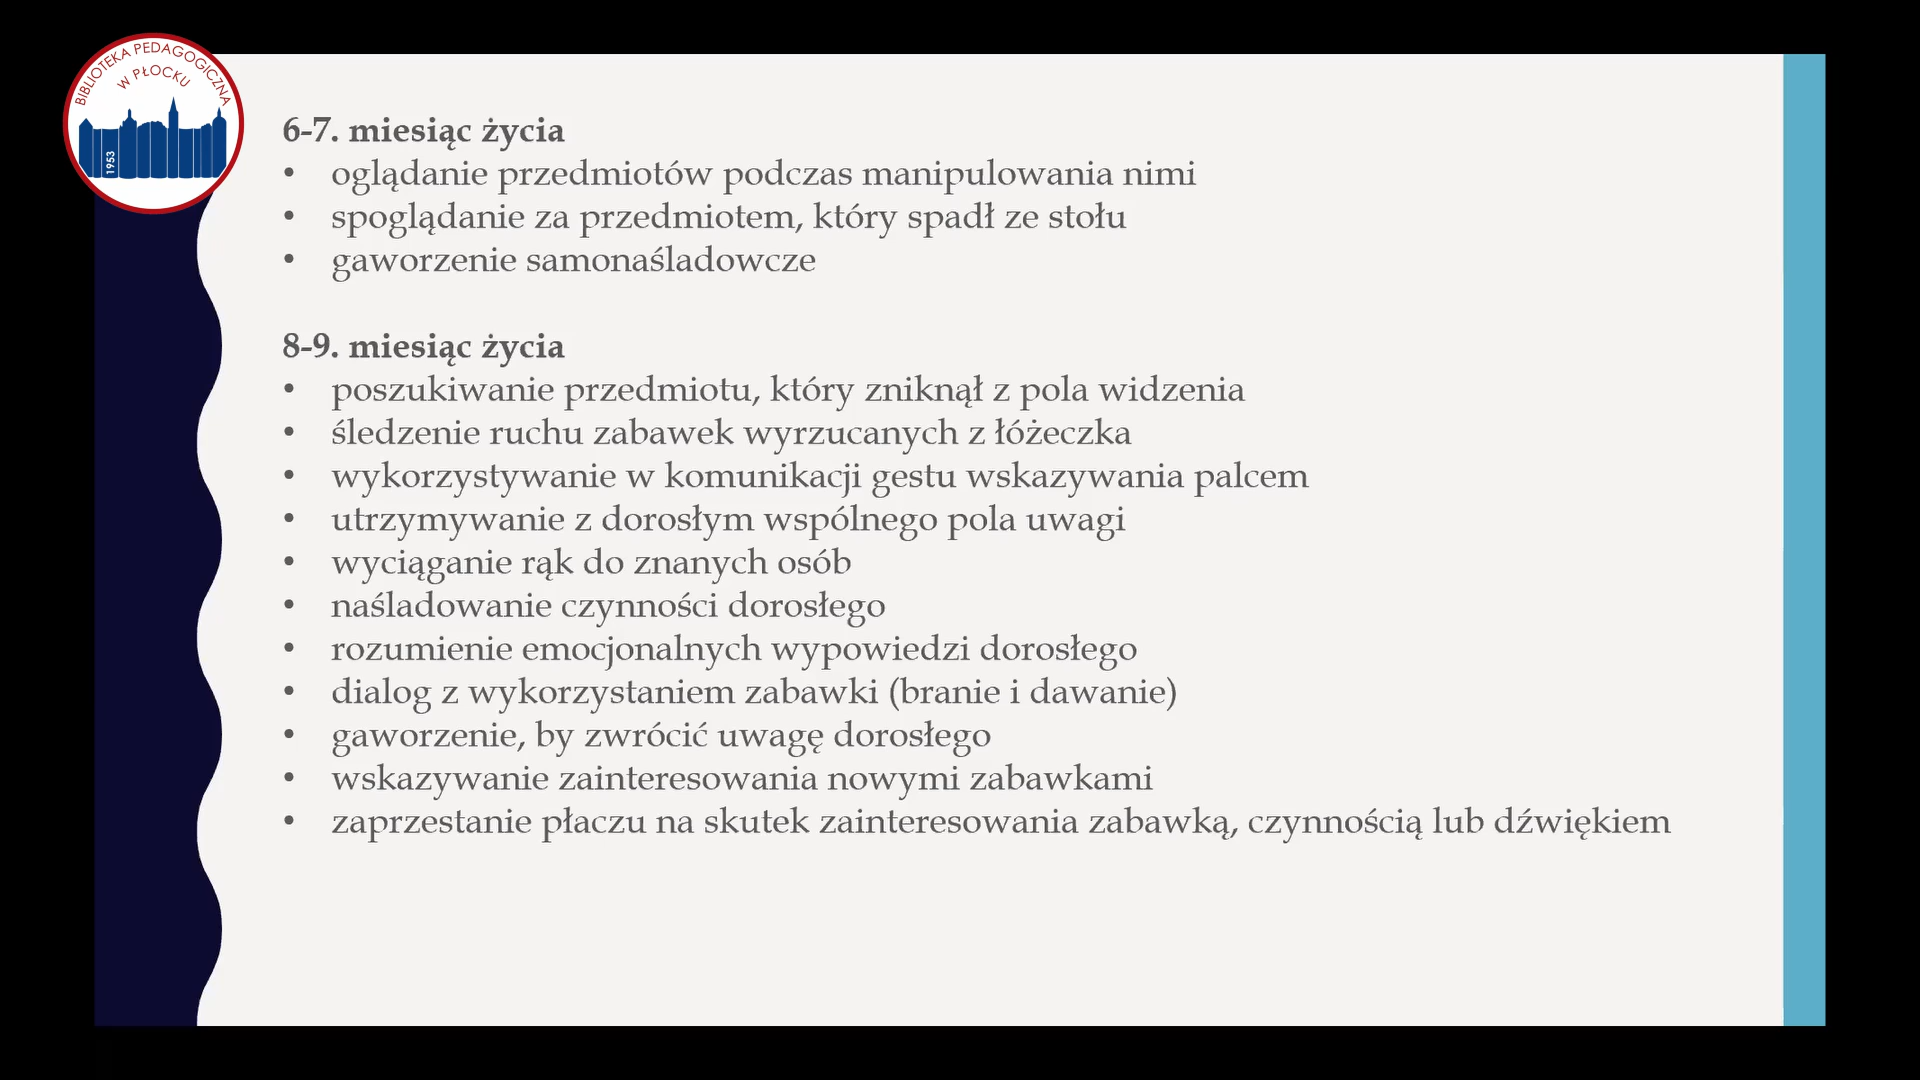 BIBLIOTEKA PEDAGOGICZNA
W PŁOCKU
1953
6-7. miesiąc życia
• oglądanie przedmiotów podczas manipulowania nimi
• spoglądanie za przedmiotem, który spadł ze stołu
• gaworzenie samonaśladowcze
8-9. miesiąc życia
• poszukiwanie przedmiotu, który zniknął z pola widzenia
• śledzenie ruchu zabawek wyrzucanych z łóżeczka
• wykorzystywanie w komunikacji gestu wskazywania palcem
• utrzymywanie z dorosłym wspólnego pola uwagi
• wyciąganie rąk do znanych osób
• naśladowanie czynności dorosłego
• rozumienie emocjonalnych wypowiedzi dorosłego
• dialog z wykorzystaniem zabawki (branie i dawanie)
• gaworzenie, by zwrócić uwagę dorosłego
• wskazywanie zainteresowania nowymi zabawkami
• zaprzestanie płaczu na skutek zainteresowania zabawką, czynnością lub dźwiękiem